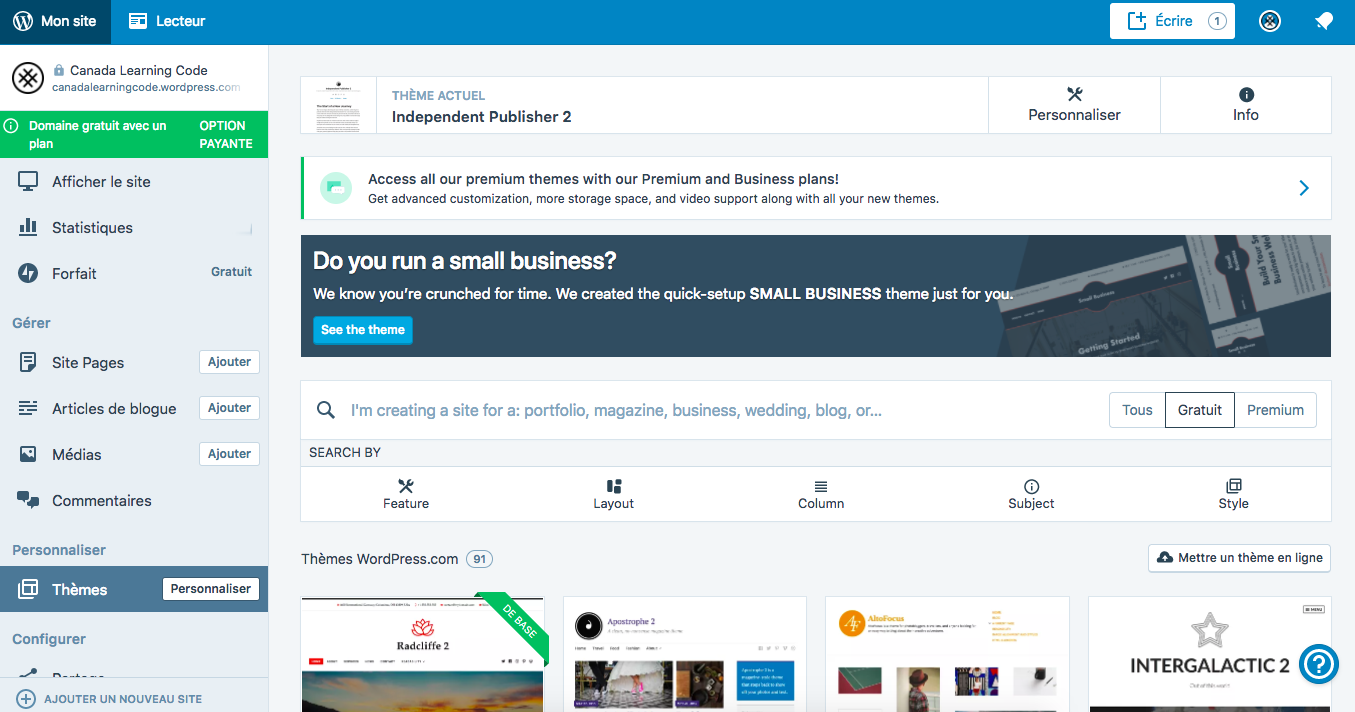 Mon site
Lecteur
Écrire 1
Canada Learning Code
canadalearningcode.wordpress.com
Domaine gratuit avec un plan
OPTION PAYANTE
Afficher le site
Statistiques
Forfait
Gratuit
Gérer
Site Pages
Ajouter
Articles de blogue
Ajouter
Médias
Ajouter
Commentaires
Personnaliser
Thèmes
Personnaliser
Configurer
Partage
AJOUTER UN NOUVEAU SITE
THÈME ACTUEL
Independent Publisher 2
Personnaliser
Info
Access all our premium themes with our Premium and Business plans!
Get advanced customization, more storage space, and video support along with all your new themes.
Do you run a small business?
We know you're crunched for time. We created the quick-setup SMALL BUSINESS theme just for you.
See the theme
Small Business
Getting Started
I'm creating a site for a: portfolio, magazine, business, wedding, blog, or...
Tous
Gratuit
Premium
SEARCH BY
Feature
Layout
Column
Subject
Style
Thèmes WordPress.com 91
Mettre un thème en ligne
DE BASE
Radcliffe 2
Apostrophe 2
AltoFocus
MENU
INTERGALACTIC 2